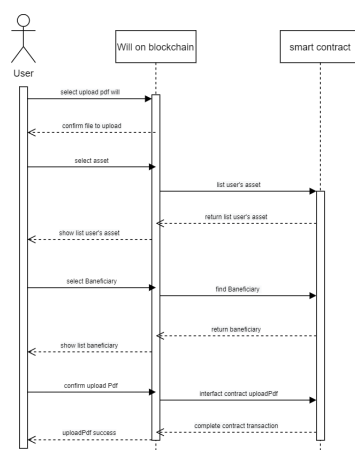 Will on blockchain
smart contract
User
select upload pdf will
confirm file to upload
select asset
list user's asset
return list user's asset
show list user's asset
select Baneficiary
find Baneficiary
return beneficiary
show list beneficiary
confirm upload Pdf
interfact contract uploadPdf
complete contract transaction
uploadPdf success